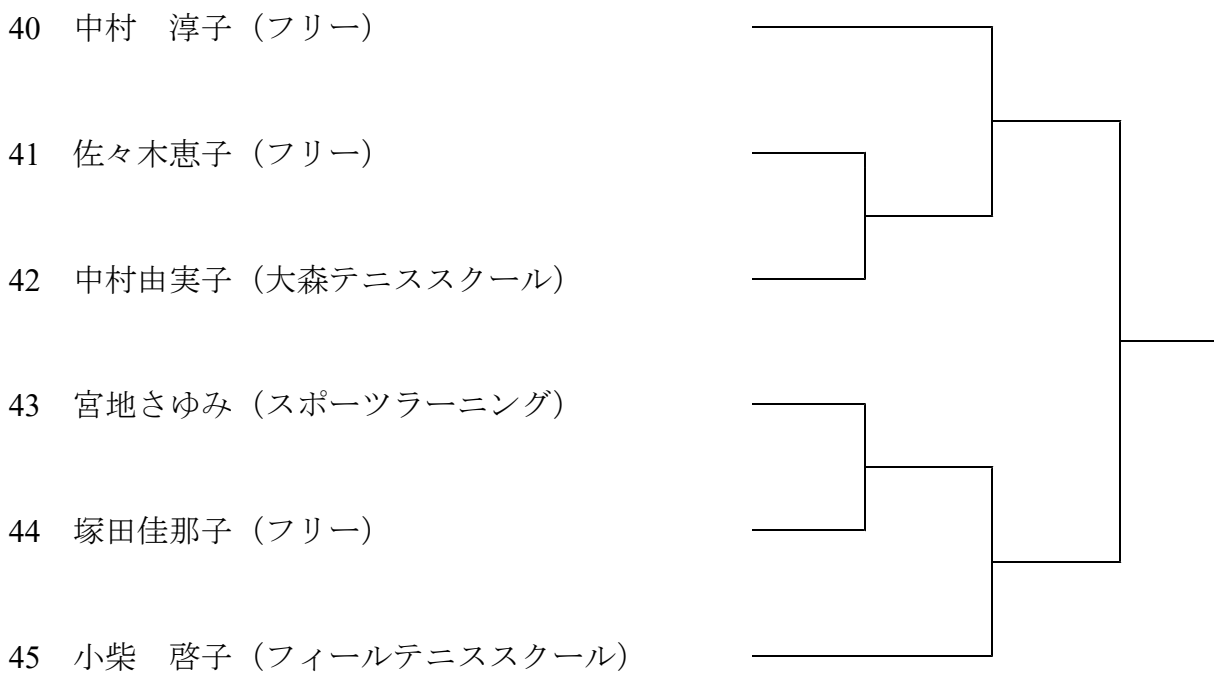 40 中村　淳子（フリー）
41 佐々木恵子（フリー）
42 中村由実子（大森テニススクール）
43 宮地さゆみ（スポーツラーニング）
44 塚田佳那子（フリー）
45 小柴　啓子（フィールテニススクール）